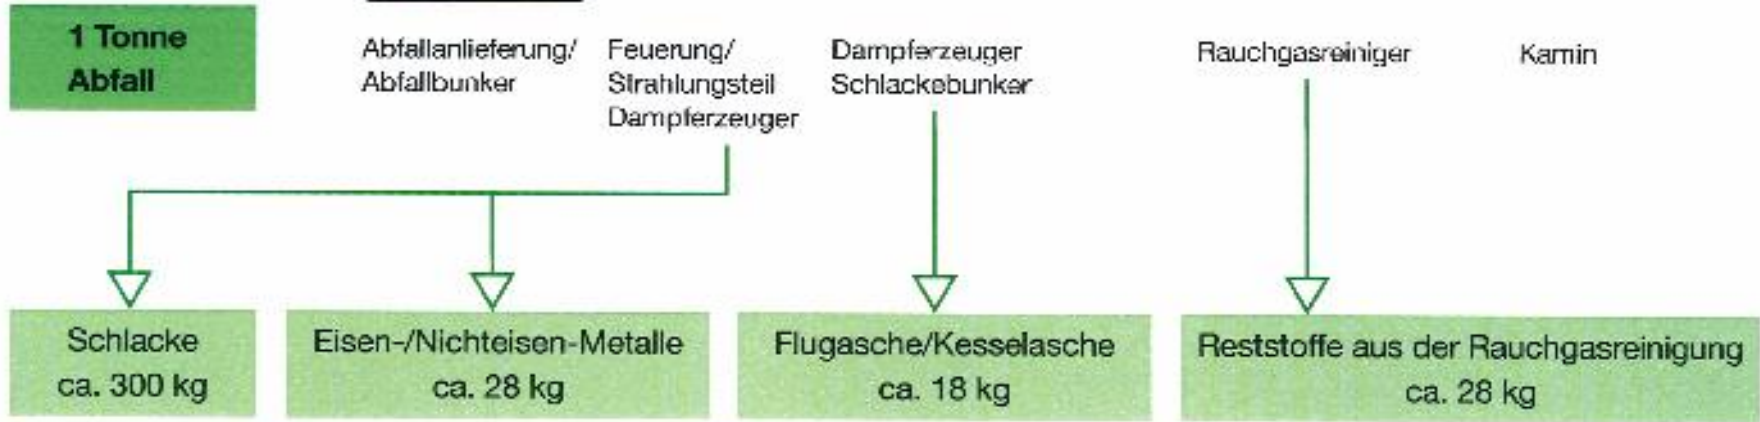 1 Tonne
Abfall
Abfallanlieferung/
Abfallbunker
Feuerung/
Strahlungsteil
Dampferzeuger
Dampferzeuger
Schlackebunker
Rauchgasreiniger
Kamin
Schlacke
ca. 300 kg
Eisen-/Nichteisen-Metalle
ca. 28 kg
Flugasche/Kesselasche
ca. 18 kg
Reststoffe aus der Rauchgasreinigung
ca. 28 kg